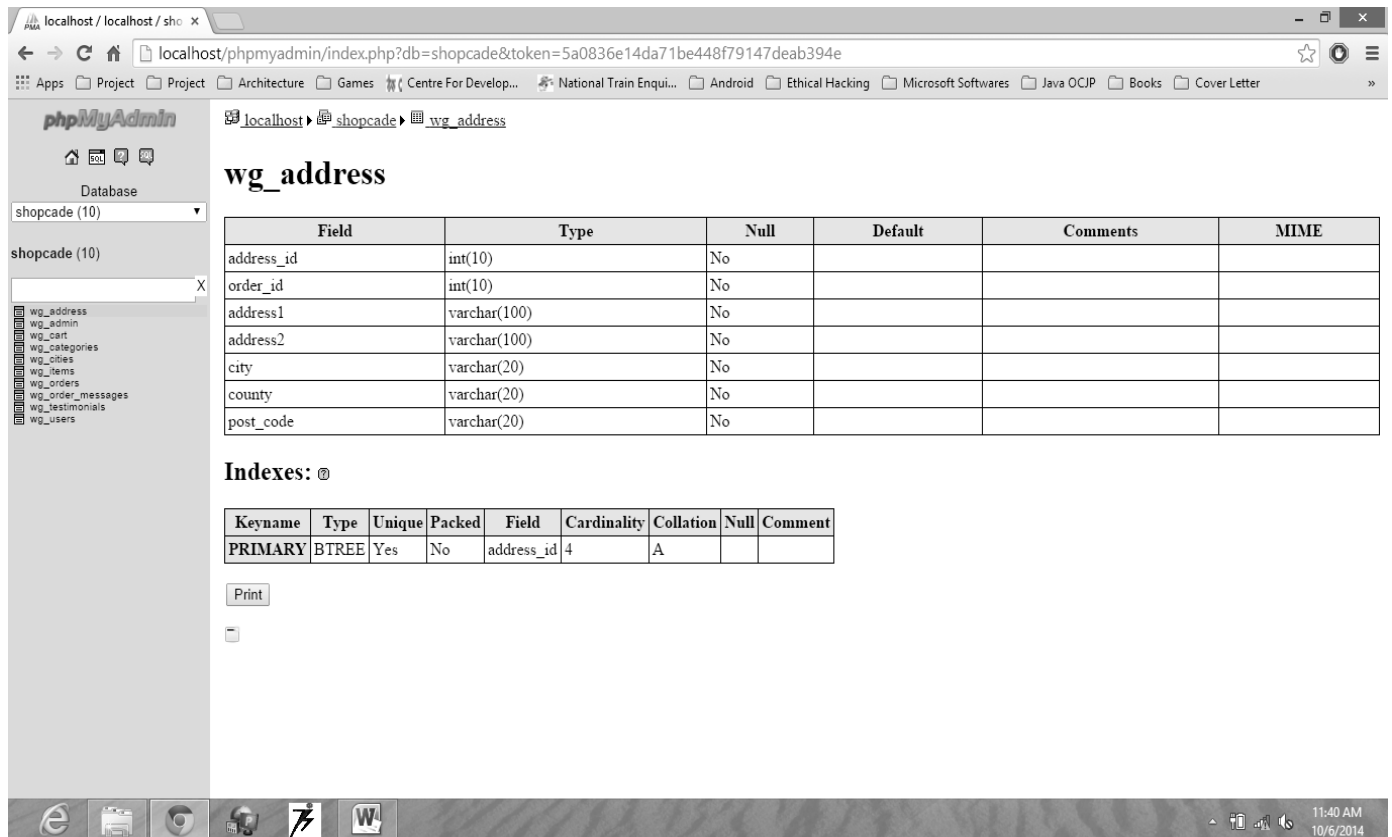 PMA localhost / localhost / sho ×
localhost/phpmyadmin/index.php?db=shopcade&token=5a0836e14da71be448f79147deab394e
Apps Project Project Architecture Games Centre For Develop... National Train Enqui... Android Ethical Hacking Microsoft Softwares Java OCJP Books Cover Letter »
phpMyAdmin
SQL
Database
shopcade (10)
shopcade (10)
X
wg_address
wg_admin
wg_cart
wg_categories
wg_cities
wg_items
wg_orders
wg_order_messages
wg_testimonials
wg_users
localhost shopcade wg_address
wg_address
Field Type Null Default Comments MIME
address_id int(10) No
order_id int(10) No
address1 varchar(100) No
address2 varchar(100) No
city varchar(20) No
county varchar(20) No
post_code varchar(20) No
Indexes:
Keyname Type Unique Packed Field Cardinality Collation Null Comment
PRIMARY BTREE Yes No address_id 4 A
Print
11:40 AM
10/6/2014